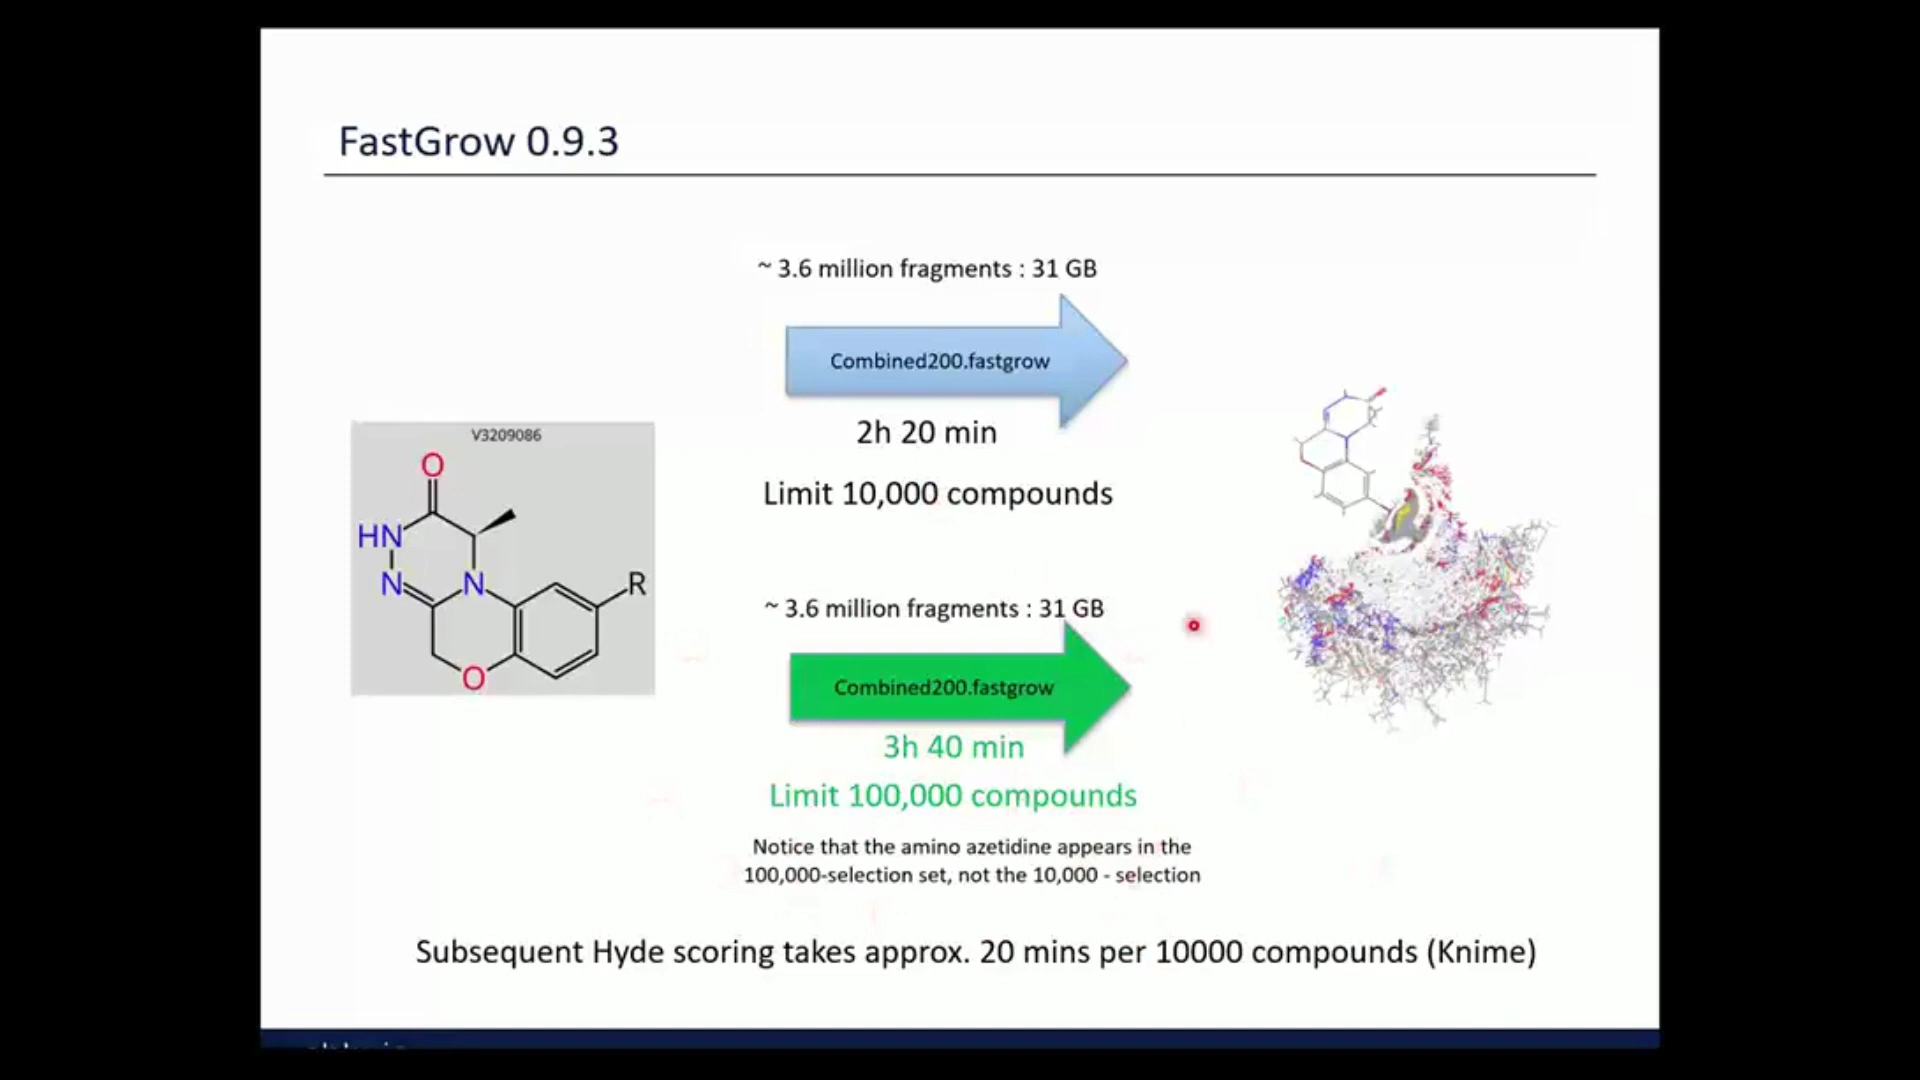 FastGrow 0.9.3
~ 3.6 million fragments : 31 GB
Combined200.fastgrow
2h 20 min
Limit 10,000 compounds
V3209086
O
HN
N
N
R
O
~ 3.6 million fragments : 31 GB
Combined200.fastgrow
3h 40 min
Limit 100,000 compounds
Notice that the amino azetidine appears in the
100,000-selection set, not the 10,000 - selection
Subsequent Hyde scoring takes approx. 20 mins per 10000 compounds (Knime)